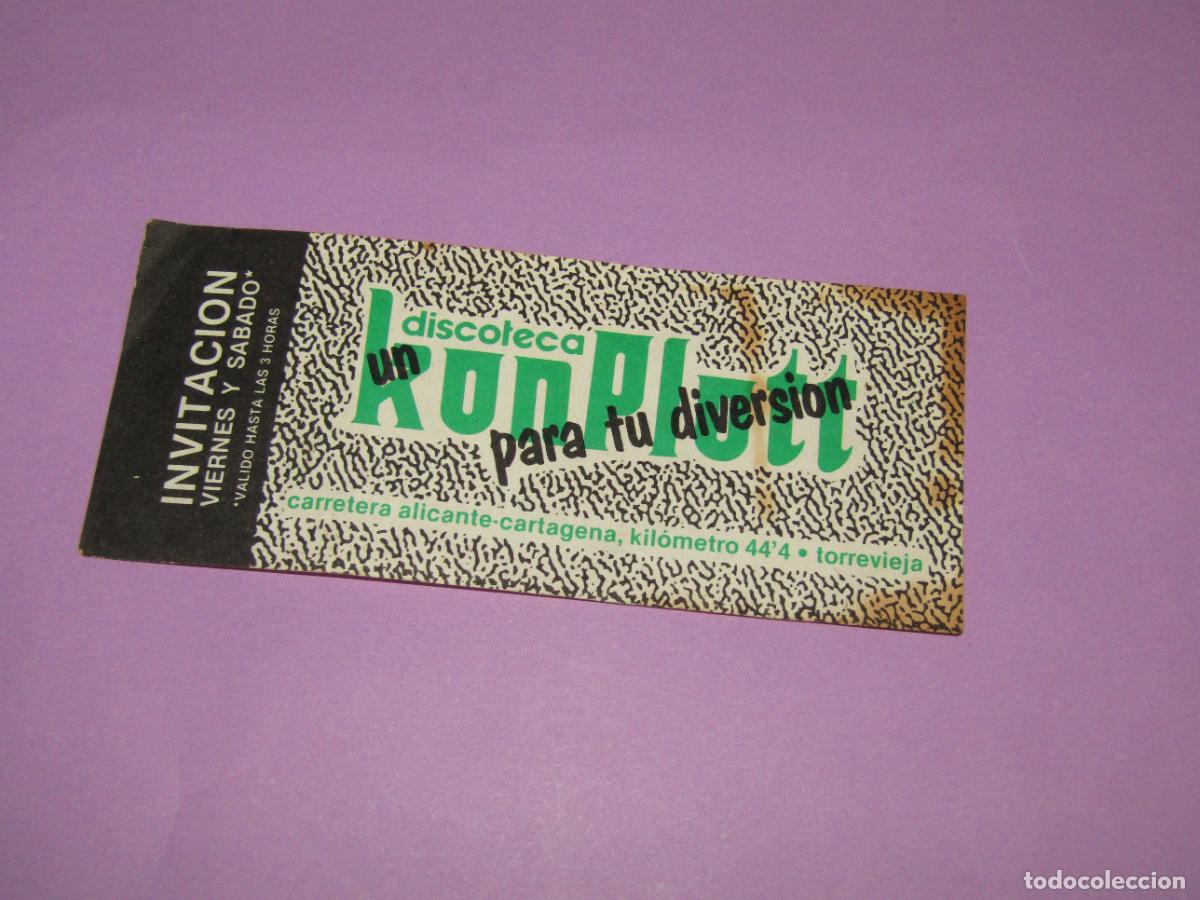 INVITACION
VIERNES Y SABADO*
*VALIDO HASTA LAS 3 HORAS
discoteca
un
konPlott
para tu diversion
carretera alicante-cartagena, kilómetro 44'4 • torrevieja
todocoleccion